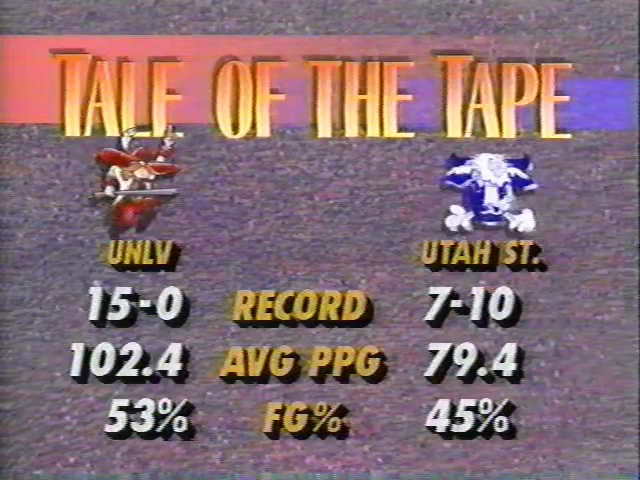 TALE OF THE TAPE
UNLV UTAH ST.
15-0 RECORD 7-10
102.4 AVG PPG 79.4
53% FG% 45%